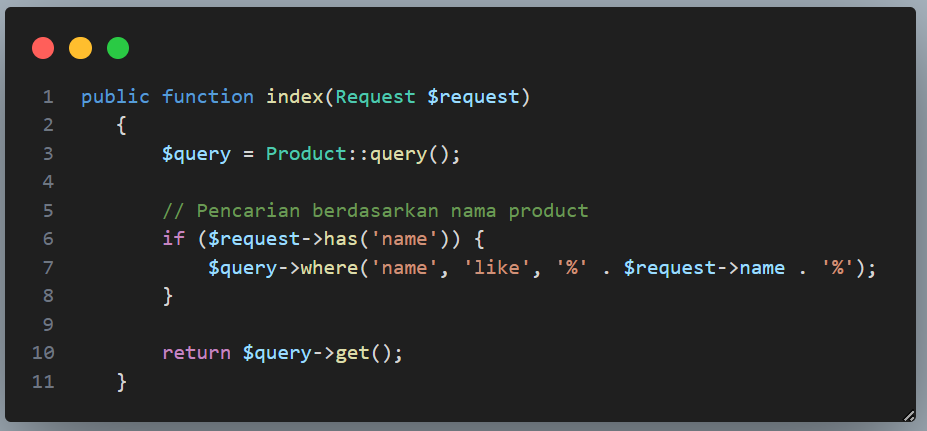 1 public function index(Request $request)
2 {
3 $query = Product::query();
4
5 // Pencarian berdasarkan nama product
6 if ($request->has('name')) {
7 $query->where('name', 'like', '%' . $request->name . '%');
8 }
9
10 return $query->get();
11 }